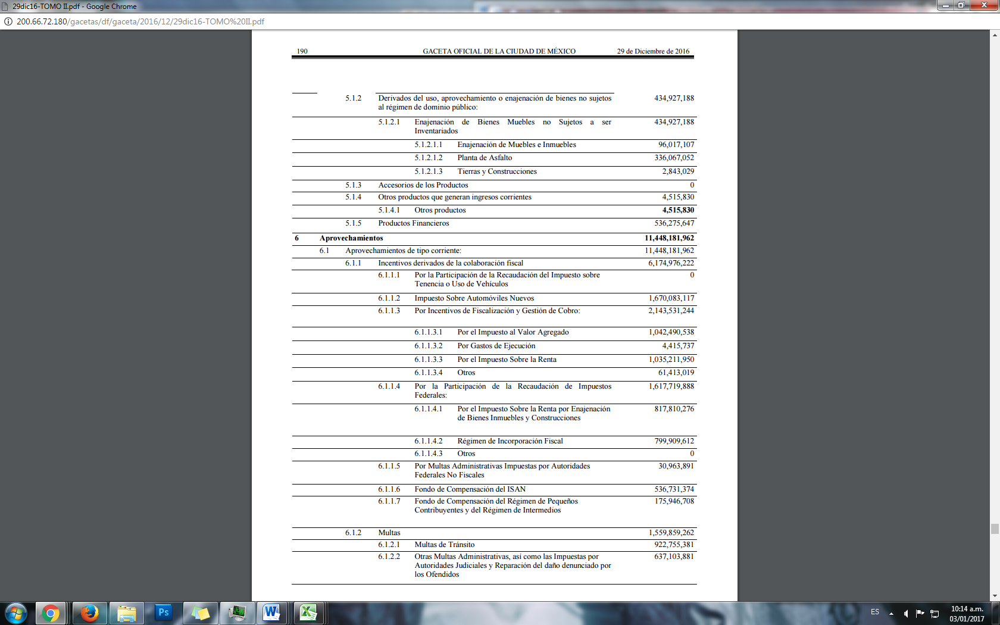 29dic16-TOMO II.pdf - Google Chrome
200.66.72.180/gacetas/df/gaceta/2016/12/29dic16-TOMO%20II.pdf
190 GACETA OFICIAL DE LA CIUDAD DE MÉXICO 29 de Diciembre de 2016
5.1.2 Derivados del uso, aprovechamiento o enajenación de bienes no sujetos 434,927,188
al régimen de dominio público:
5.1.2.1 Enajenación de Bienes Muebles no Sujetos a ser 434,927,188
Inventariados
5.1.2.1.1 Enajenación de Muebles e Inmuebles 96,017,107
5.1.2.1.2 Planta de Asfalto 336,067,052
5.1.2.1.3 Tierras y Construcciones 2,843,029
5.1.3 Accesorios de los Productos 0
5.1.4 Otros productos que generan ingresos corrientes 4,515,830
5.1.4.1 Otros productos 4,515,830
5.1.5 Productos Financieros 536,275,647
6 Aprovechamientos 11,448,181,962
6.1 Aprovechamientos de tipo corriente: 11,448,181,962
6.1.1 Incentivos derivados de la colaboración fiscal 6,174,976,222
6.1.1.1 Por la Participación de la Recaudación del Impuesto sobre 0
Tenencia o Uso de Vehículos
6.1.1.2 Impuesto Sobre Automóviles Nuevos 1,670,083,117
6.1.1.3 Por Incentivos de Fiscalización y Gestión de Cobro: 2,143,531,244
6.1.1.3.1 Por el Impuesto al Valor Agregado 1,042,490,538
6.1.1.3.2 Por Gastos de Ejecución 4,415,737
6.1.1.3.3 Por el Impuesto Sobre la Renta 1,035,211,950
6.1.1.3.4 Otros 61,413,019
6.1.1.4 Por la Participación de la Recaudación de Impuestos 1,617,719,888
Federales:
6.1.1.4.1 Por el Impuesto Sobre la Renta por Enajenación 817,810,276
de Bienes Inmuebles y Construcciones
6.1.1.4.2 Régimen de Incorporación Fiscal 799,909,612
6.1.1.4.3 Otros 0
6.1.1.5 Por Multas Administrativas Impuestas por Autoridades 30,963,891
Federales No Fiscales
6.1.1.6 Fondo de Compensación del ISAN 536,731,374
6.1.1.7 Fondo de Compensación del Régimen de Pequeños 175,946,708
Contribuyentes y del Régimen de Intermedios
6.1.2 Multas 1,559,859,262
6.1.2.1 Multas de Tránsito 922,755,381
6.1.2.2 Otras Multas Administrativas, así como las Impuestas por 637,103,881
Autoridades Judiciales y Reparación del daño denunciado por
los Ofendidos
Ps
ES
10:14 a.m.
03/01/2017